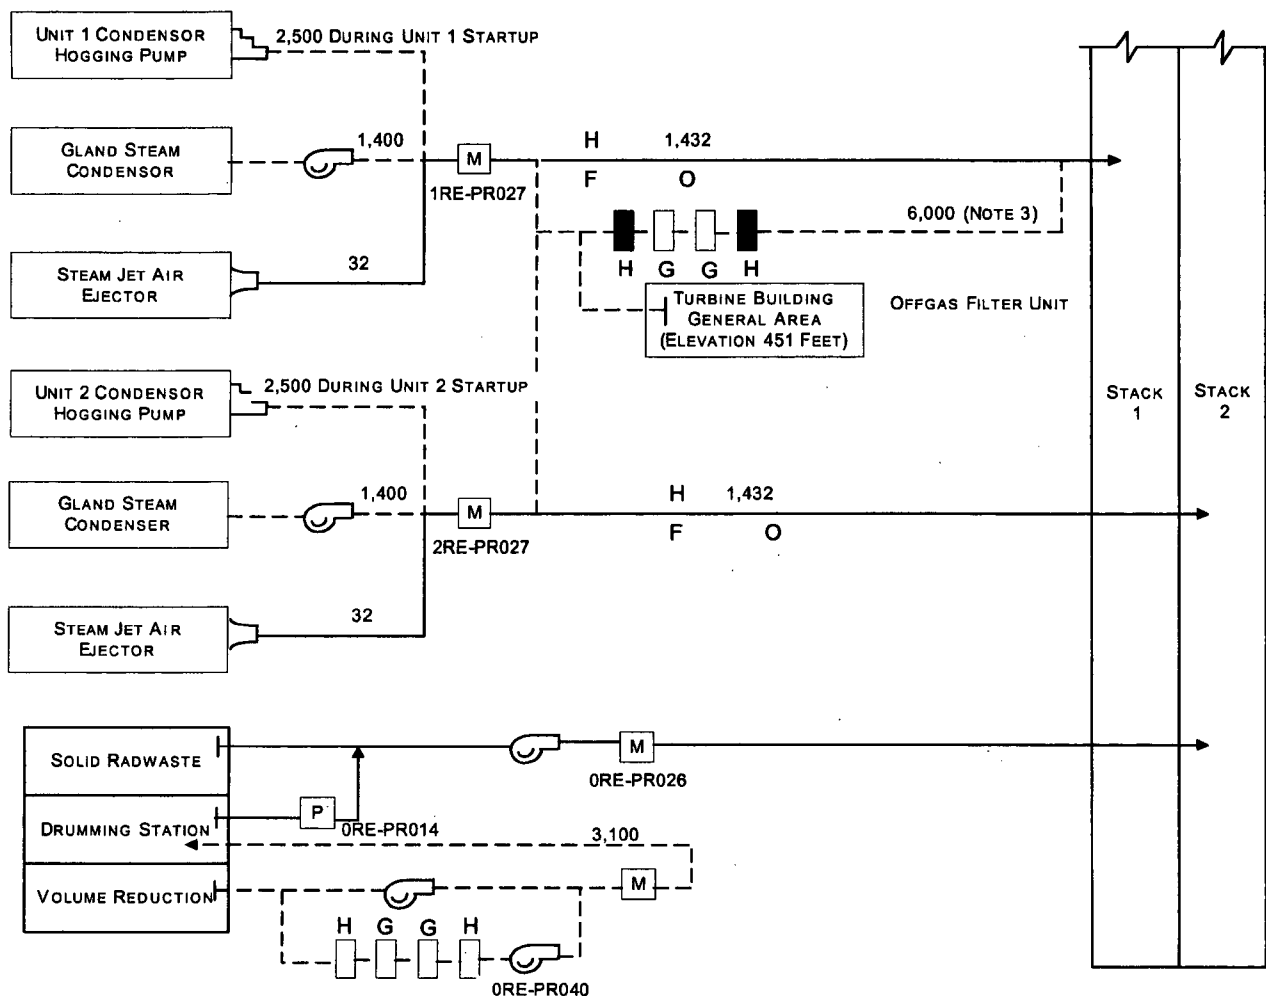 UNIT 1 CONDENSOR
HOGGING PUMP
2,500 DURING UNIT 1 STARTUP
GLAND STEAM
CONDENSOR
1,400
M
1RE-PR027
H
1,432
F
O
6,000 (NOTE 3)
H
G
G
H
STEAM JET AIR
EJECTOR
32
TURBINE BUILDING
GENERAL AREA
(ELEVATION 451 FEET)
OFFGAS FILTER UNIT
UNIT 2 CONDENSOR
HOGGING PUMP
2,500 DURING UNIT 2 STARTUP
STACK
1
STACK
2
GLAND STEAM
CONDENSER
1,400
M
2RE-PR027
H
1,432
F
O
STEAM JET AIR
EJECTOR
32
SOLID RADWASTE
M
0RE-PR026
DRUMMING STATION
P
0RE-PR014
3,100
VOLUME REDUCTION
M
H
G
G
H
0RE-PR040